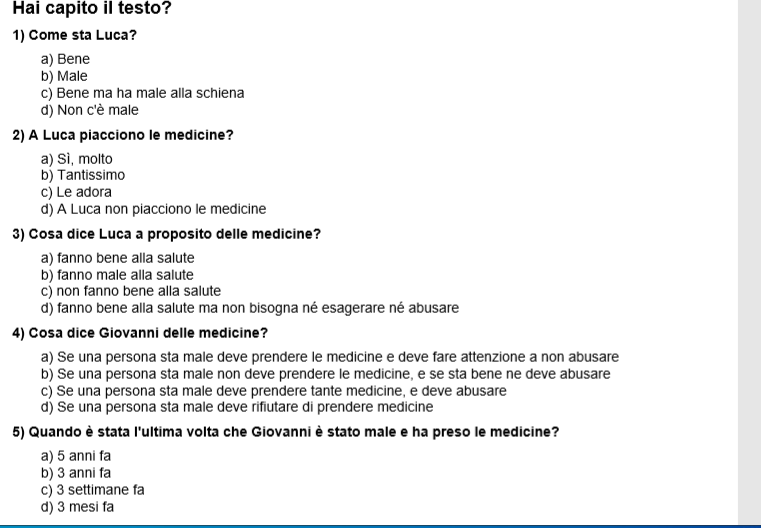 Hai capito il testo?
1) Come sta Luca?
a) Bene
b) Male
c) Bene ma ha male alla schiena
d) Non c'è male
2) A Luca piacciono le medicine?
a) Sì, molto
b) Tantissimo
c) Le adora
d) A Luca non piacciono le medicine
3) Cosa dice Luca a proposito delle medicine?
a) fanno bene alla salute
b) fanno male alla salute
c) non fanno bene alla salute
d) fanno bene alla salute ma non bisogna né esagerare né abusare
4) Cosa dice Giovanni delle medicine?
a) Se una persona sta male deve prendere le medicine e deve fare attenzione a non abusare
b) Se una persona sta male non deve prendere le medicine, e se sta bene ne deve abusare
c) Se una persona sta male deve prendere tante medicine, e deve abusare
d) Se una persona sta male deve rifiutare di prendere medicine
5) Quando è stata l'ultima volta che Giovanni è stato male e ha preso le medicine?
a) 5 anni fa
b) 3 anni fa
c) 3 settimane fa
d) 3 mesi fa